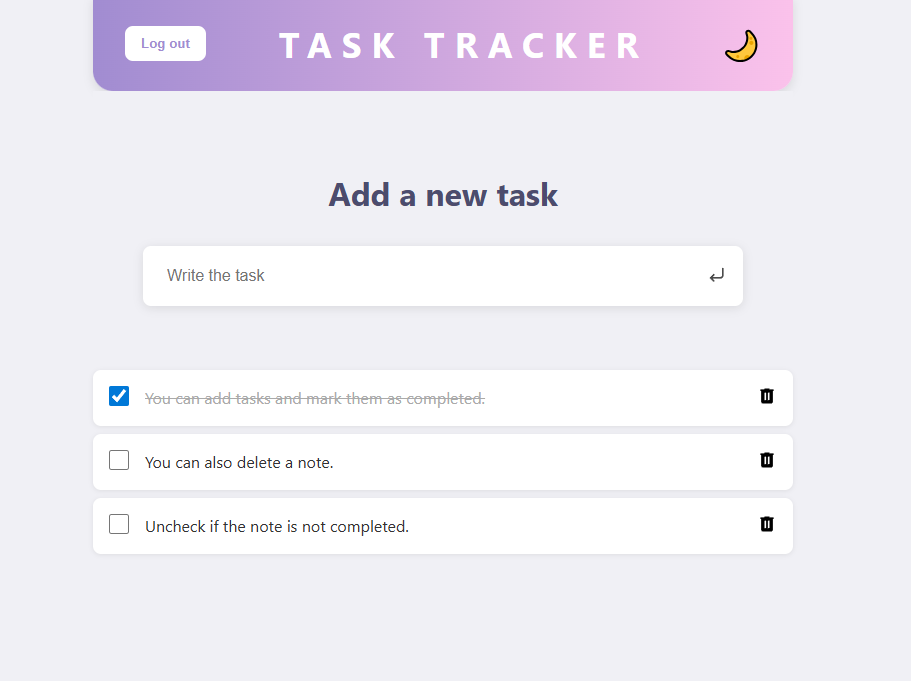 Log out
TASK TRACKER
Add a new task
Write the task
You can add tasks and mark them as completed.
You can also delete a note.
Uncheck if the note is not completed.